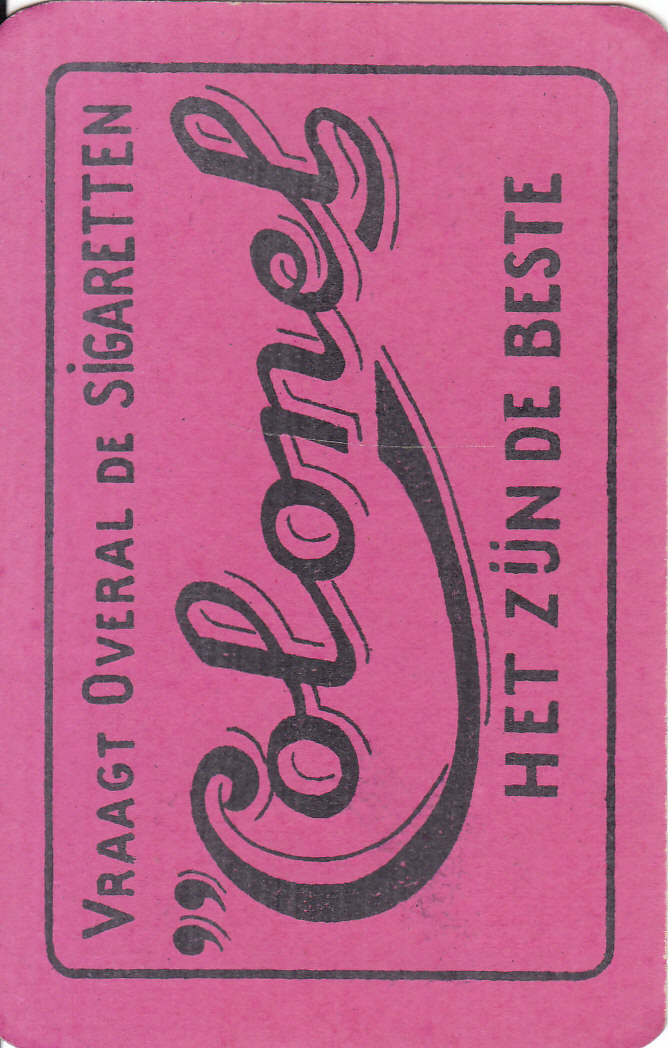 VRAAGT OVERAL DE SIGARETTEN
”Colonel
HET ZIJN DE BESTE